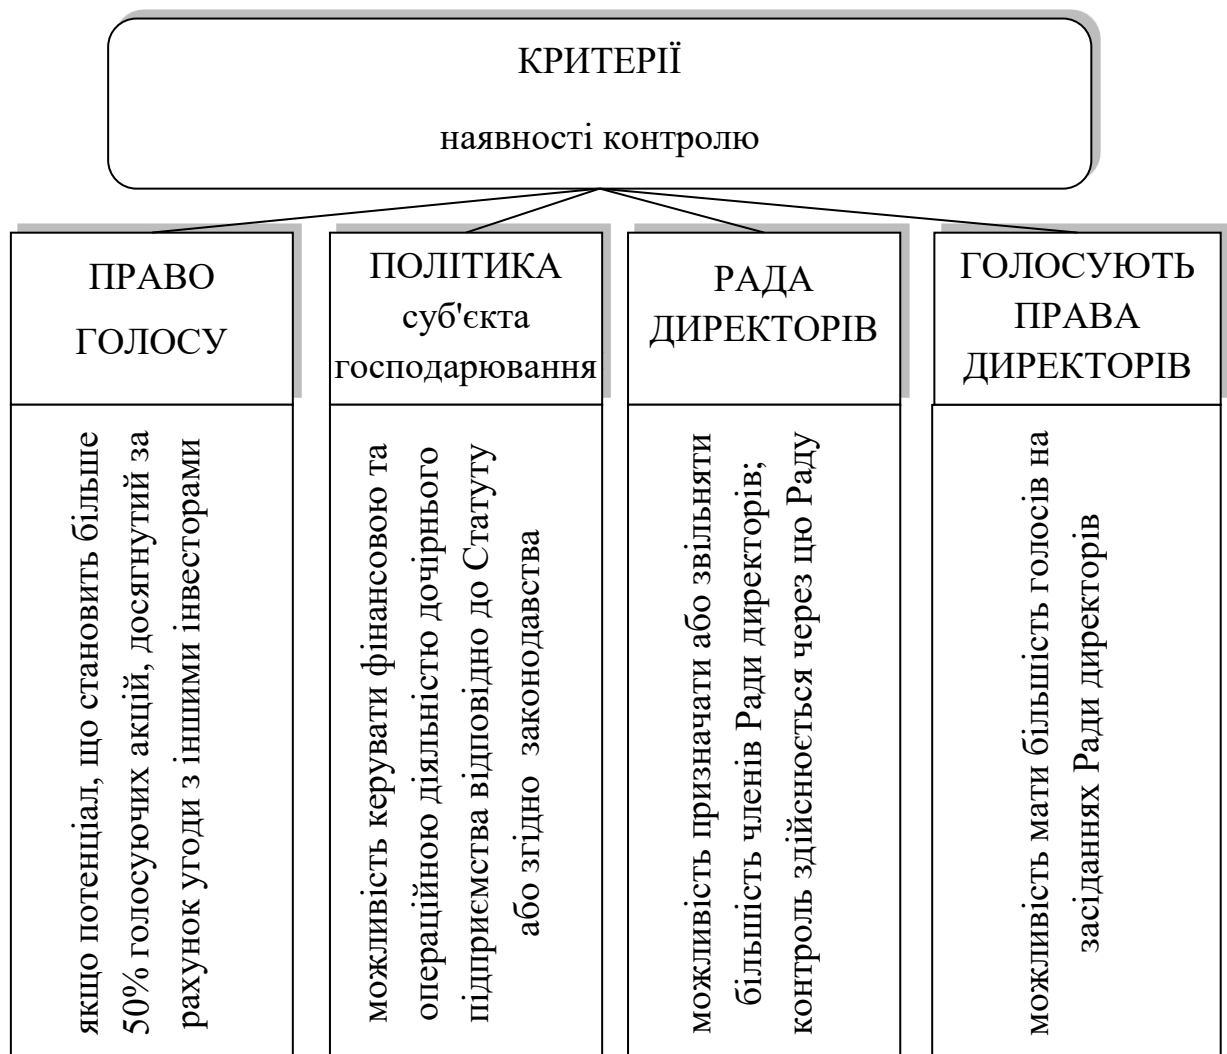 КРИТЕРІЇ
наявності контролю
ПРАВО
ГОЛОСУ
якщо потенціал, що становить більше
50% голосуючих акцій, досягнутий за
рахунок угоди з іншими інвесторами
ПОЛІТИКА
суб'єкта
господарювання
можливість керувати фінансовою та
операційною діяльністю дочірнього
підприємства відповідно до Статуту
або згідно законодавства
РАДА
ДИРЕКТОРІВ
можливість призначати або звільняти
більшість членів Ради директорів;
контроль здійснюється через цю Раду
ГОЛОСУЮТЬ
ПРАВА
ДИРЕКТОРІВ
можливість мати більшість голосів на
засіданнях Ради директорів